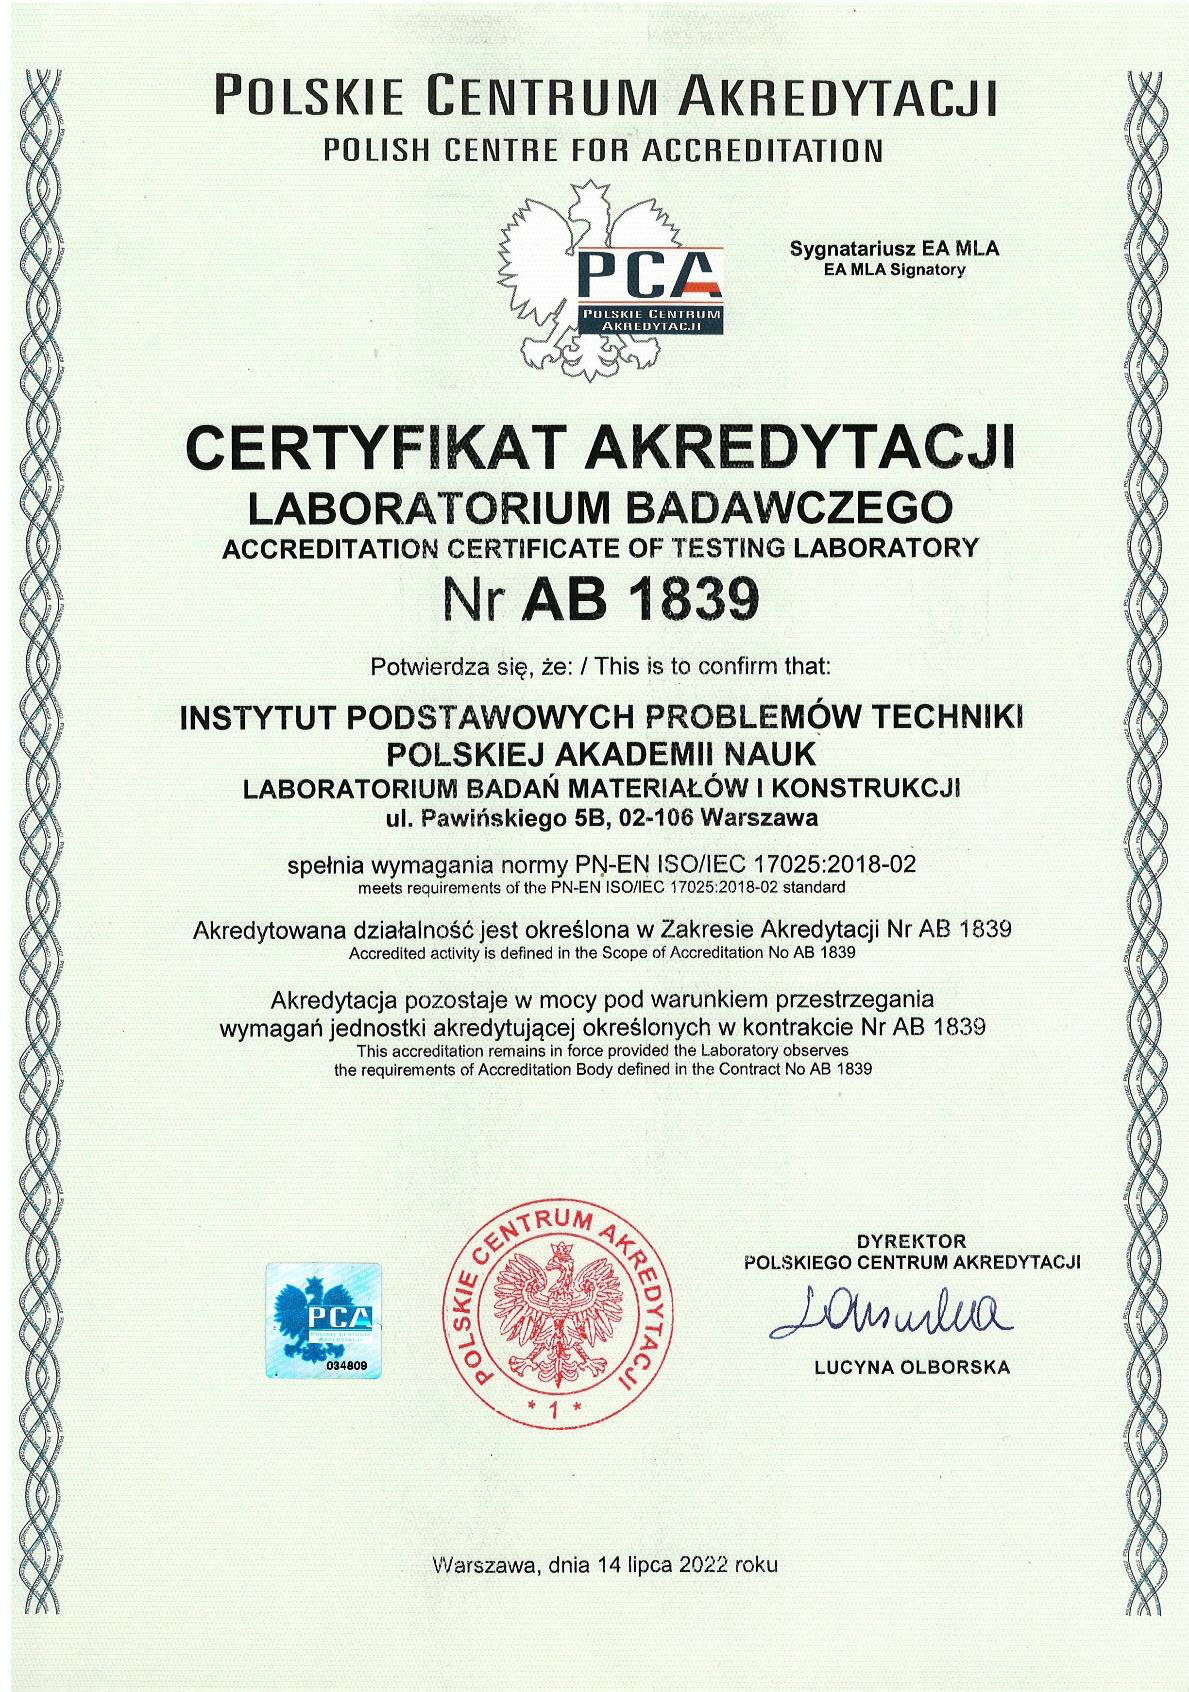 POLSKIE CENTRUM AKREDYTACJI
POLISH CENTRE FOR ACCREDITATION
PCA
POLSKIE CENTRUM
AKREDYTACJI
Sygnatariusz EA MLA
EA MLA Signatory
CERTYFIKAT AKREDYTACJI
LABORATORIUM BADAWCZEGO
ACCREDITATION CERTIFICATE OF TESTING LABORATORY
Nr AB 1839
Potwierdza się, że: / This is to confirm that:
INSTYTUT PODSTAWOWYCH PROBLEMÓW TECHNIKI
POLSKIEJ AKADEMII NAUK
LABORATORIUM BADAŃ MATERIAŁÓW I KONSTRUKCJI
ul. Pawińskiego 5B, 02-106 Warszawa
spełnia wymagania normy PN-EN ISO/IEC 17025:2018-02
meets requirements of the PN-EN ISO/IEC 17025:2018-02 standard
Akredytowana działalność jest określona w Zakresie Akredytacji Nr AB 1839
Accredited activity is defined in the Scope of Accreditation No AB 1839
Akredytacja pozostaje w mocy pod warunkiem przestrzegania
wymagań jednostki akredytującej określonych w kontrakcie Nr AB 1839
This accreditation remains in force provided the Laboratory observes
the requirements of Accreditation Body defined in the Contract No AB 1839
PCA
POLSKIE CENTRUM
AKREDYTACJI
034809
POLSKIE CENTRUM AKREDYTACJI
* 1 *
DYREKTOR
POLSKIEGO CENTRUM AKREDYTACJI
LUCYNA OLBORSKA
Warszawa, dnia 14 lipca 2022 roku